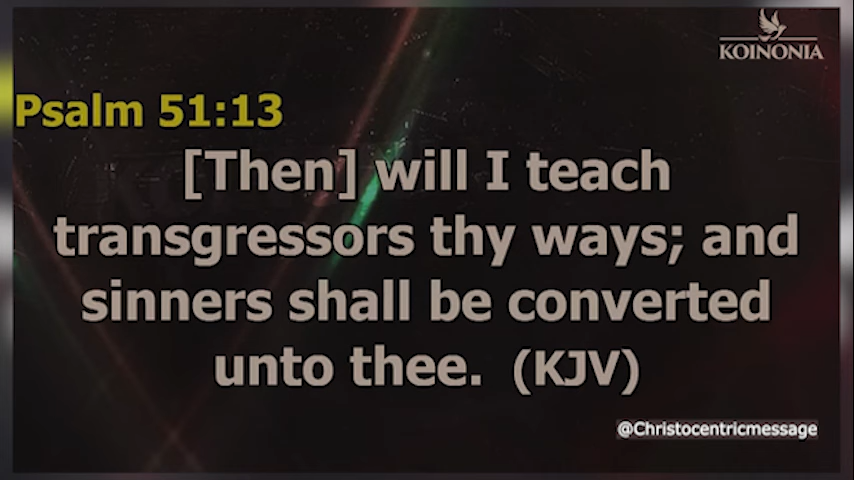 KOINONIA
Psalm 51:13
[Then] will I teach
transgressors thy ways; and
sinners shall be converted
unto thee. (KJV)
@Christocentricmessage